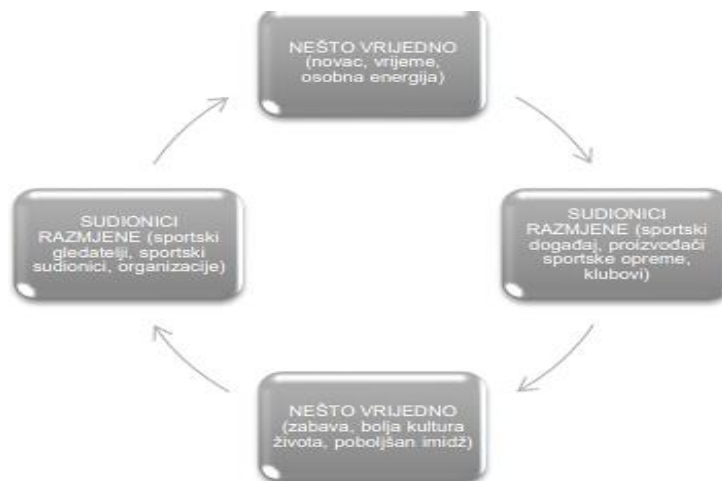 NEŠTO VRIJEDNO
(novac, vrijeme,
osobna energija)
SUDIONICI
RAZMJENE (sportski
gledatelji, sportski
sudionici, organizacije)
SUDIONICI
RAZMJENE (sportski
događaj, proizvođači
sportske opreme,
klubovi)
NEŠTO VRIJEDNO
(zabava, bolja kultura
života, poboljšan imidž)